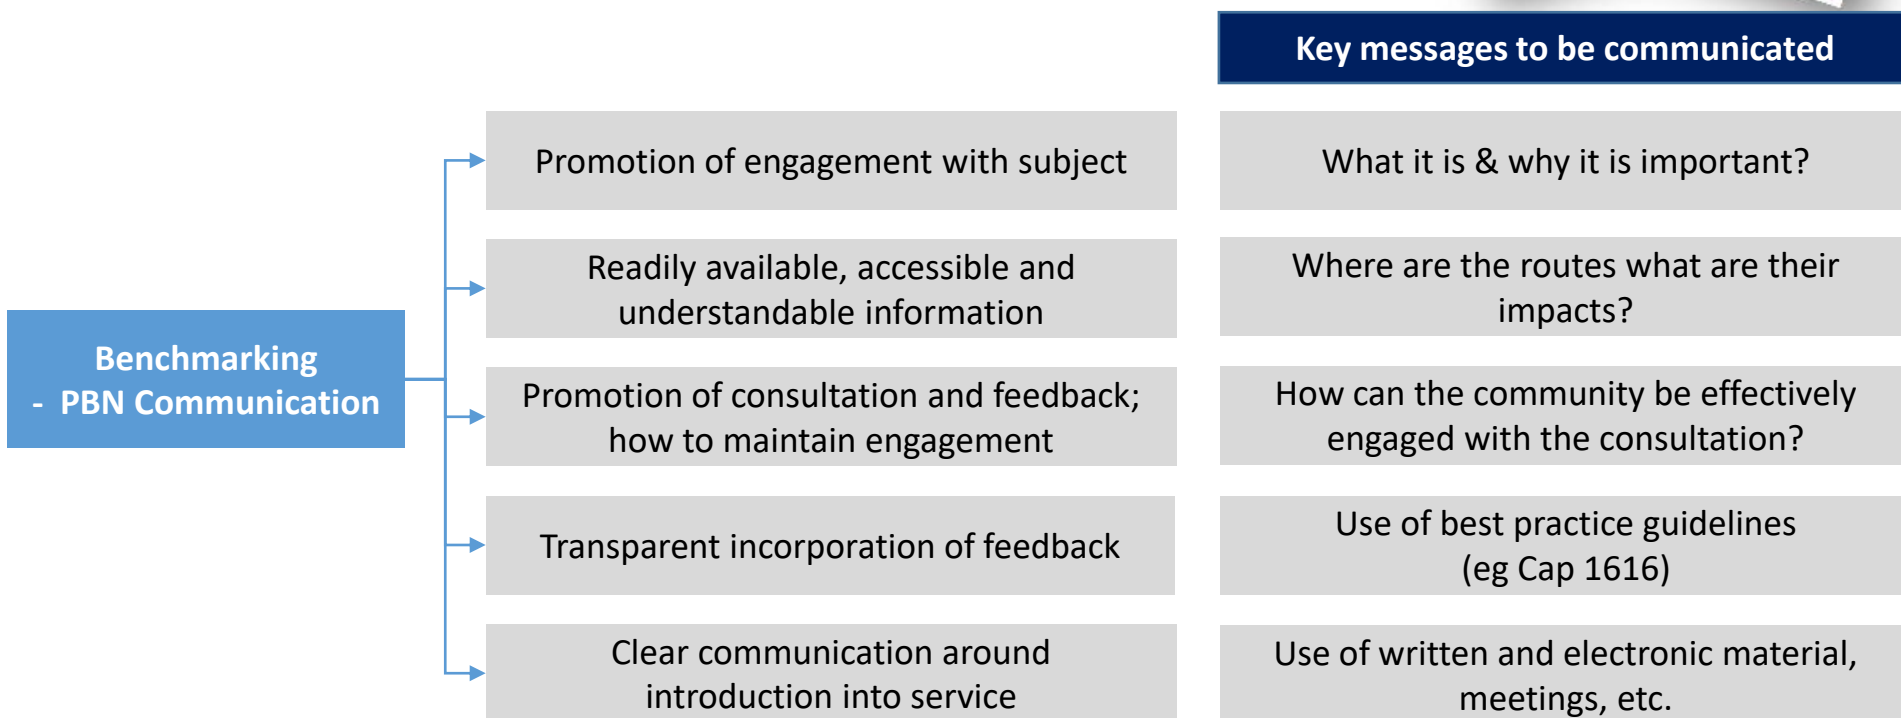 Key messages to be communicated
Benchmarking
- PBN Communication
Promotion of engagement with subject
What it is & why it is important?
Readily available, accessible and
understandable information
Where are the routes what are their
impacts?
Promotion of consultation and feedback;
how to maintain engagement
How can the community be effectively
engaged with the consultation?
Transparent incorporation of feedback
Use of best practice guidelines
(eg Cap 1616)
Clear communication around
introduction into service
Use of written and electronic material,
meetings, etc.